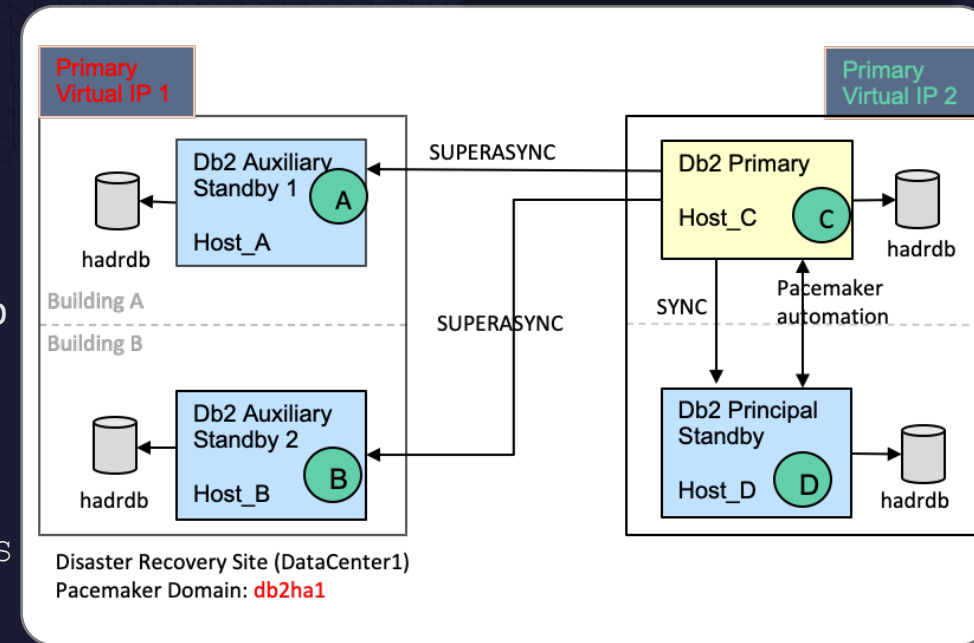 Primary
Virtual IP 1
Primary
Virtual IP 2
Db2 Auxiliary
Standby 1
Host_A
A
hadrdb
SUPERASYNC
Db2 Primary
Host_C
C
hadrdb
Building A
Building B
SUPERASYNC
SYNC
Pacemaker
automation
Db2 Auxiliary
Standby 2
Host_B
B
hadrdb
Db2 Principal
Standby
Host_D
D
hadrdb
Disaster Recovery Site (DataCenter1)
Pacemaker Domain: db2ha1